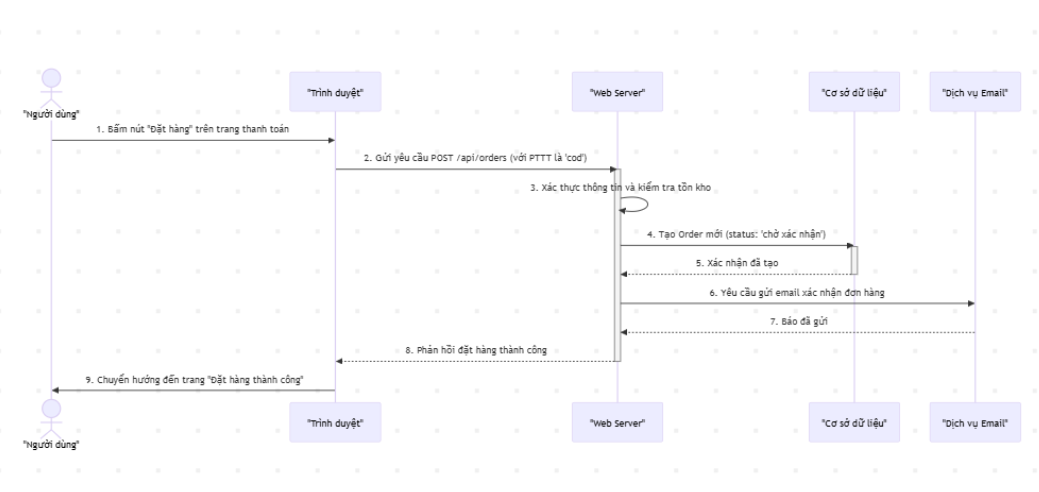 "Người dùng"
"Trình duyệt"
"Web Server"
"Cơ sở dữ liệu"
"Dịch vụ Email"
1. Bấm nút "Đặt hàng" trên trang thanh toán
2. Gửi yêu cầu POST /api/orders (với PTTT là 'cod')
3. Xác thực thông tin và kiểm tra tồn kho
4. Tạo Order mới (status: 'chờ xác nhận')
5. Xác nhận đã tạo
6. Yêu cầu gửi email xác nhận đơn hàng
7. Báo đã gửi
8. Phản hồi đặt hàng thành công
9. Chuyển hướng đến trang "Đặt hàng thành công"
"Người dùng"
"Trình duyệt"
"Web Server"
"Cơ sở dữ liệu"
"Dịch vụ Email"